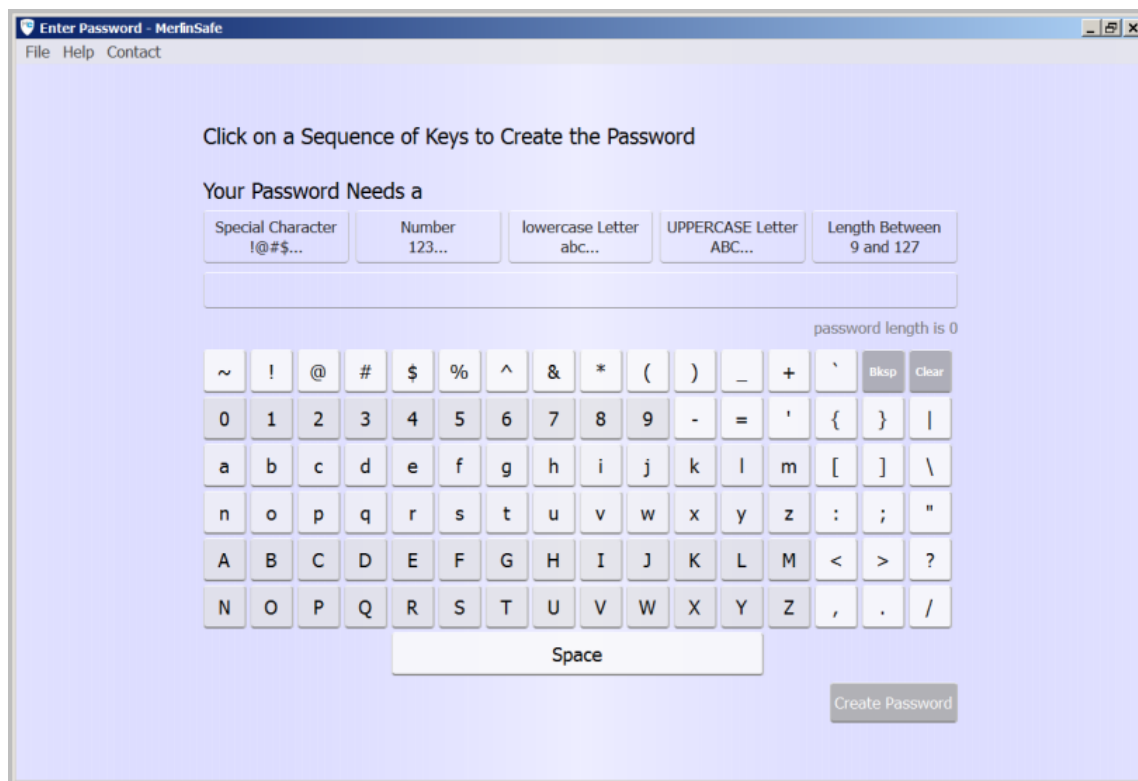 Enter Password - MerlinSafe
File Help Contact
Click on a Sequence of Keys to Create the Password
Your Password Needs a
Special Character Number lowercase Letter UPPERCASE Letter Length Between
!@#$... 123... abc... ABC... 9 and 127
password length is 0
~ ! @ # $ % ^ & * ( ) _ + ` Bksp Clear
0 1 2 3 4 5 6 7 8 9 - = ' { } |
a b c d e f g h i j k l m [ ] \
n o p q r s t u v w x y z : ; "
A B C D E F G H I J K L M < > ?
N O P Q R S T U V W X Y Z , . /
Space
Create Password